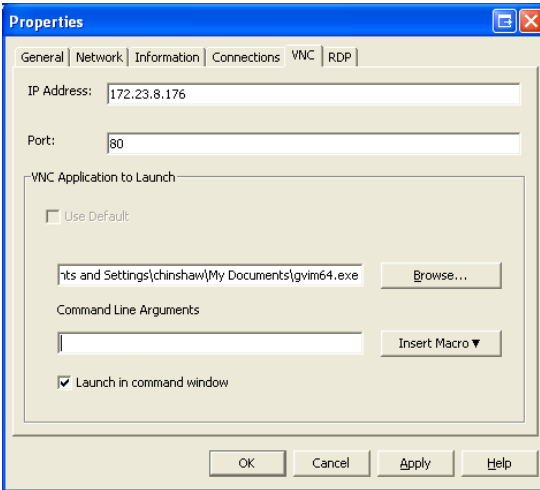 Properties
General Network Information Connections VNC RDP
IP Address: 172.23.8.176
Port: 80
VNC Application to Launch
Use Default
nts and Settings\chinshaw\My Documents\gvim64.exe Browse...
Command Line Arguments
Insert Macro ▼
Launch in command window
OK Cancel Apply Help